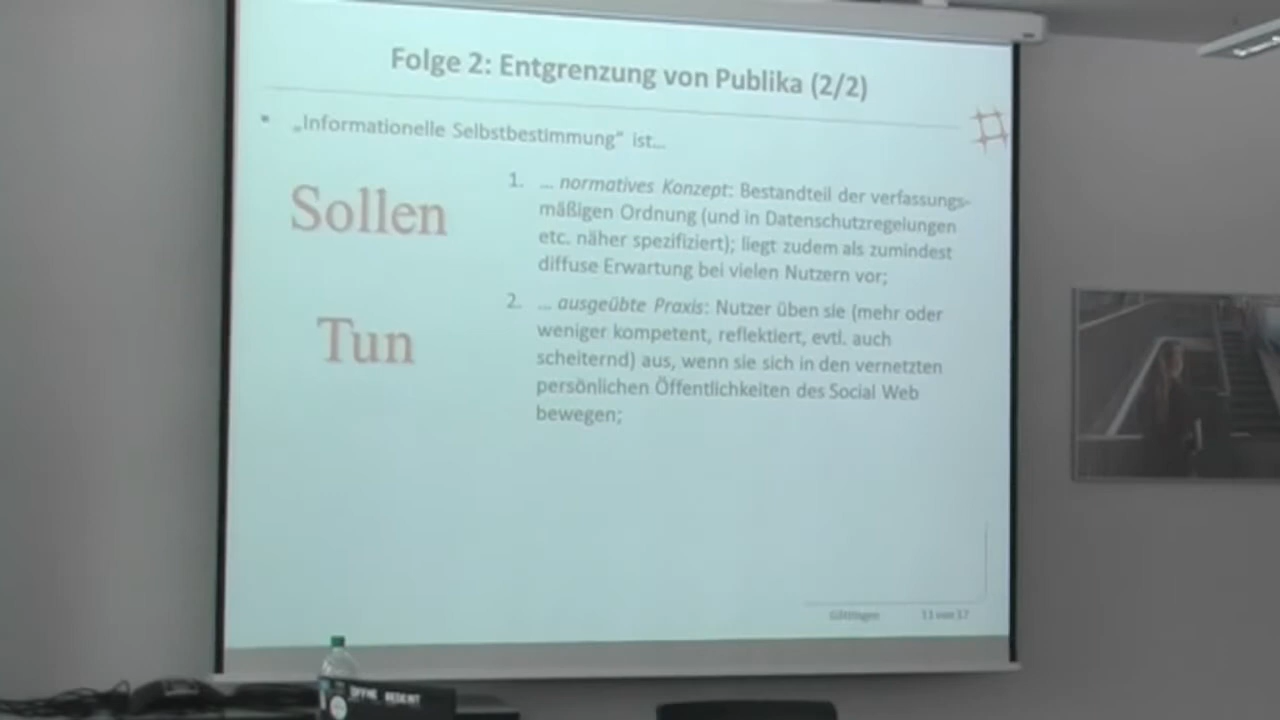 Folge 2: Entgrenzung von Publika (2/2)
▪ „Informationelle Selbstbestimmung“ ist...
Sollen
1. ... normatives Konzept: Bestandteil der verfassungs-
mäßigen Ordnung (und in Datenschutzregelungen
etc. näher spezifiziert); liegt zudem als zumindest
diffuse Erwartung bei vielen Nutzern vor;
Tun
2. ... ausgeübte Praxis: Nutzer üben sie (mehr oder
weniger kompetent, reflektiert, evtl. auch
scheiternd) aus, wenn sie sich in den vernetzten
persönlichen Öffentlichkeiten des Social Web
bewegen;
Göttingen 11 von 17